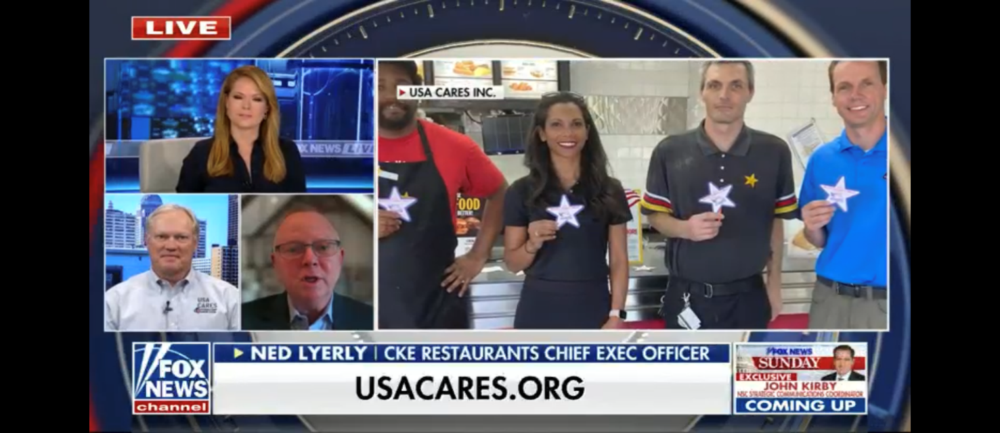 LIVE
USA CARES INC.
FOX NEWS LIVE
FOOD
BETTER!
USA
CARES
NED LYERLY | CKE RESTAURANTS CHIEF EXEC OFFICER
USACARES.ORG
FOX
NEWS
channel
FOX NEWS
SUNDAY
EXCLUSIVE
JOHN KIRBY
NSC STRATEGIC COMMUNICATIONS COORDINATOR
COMING UP